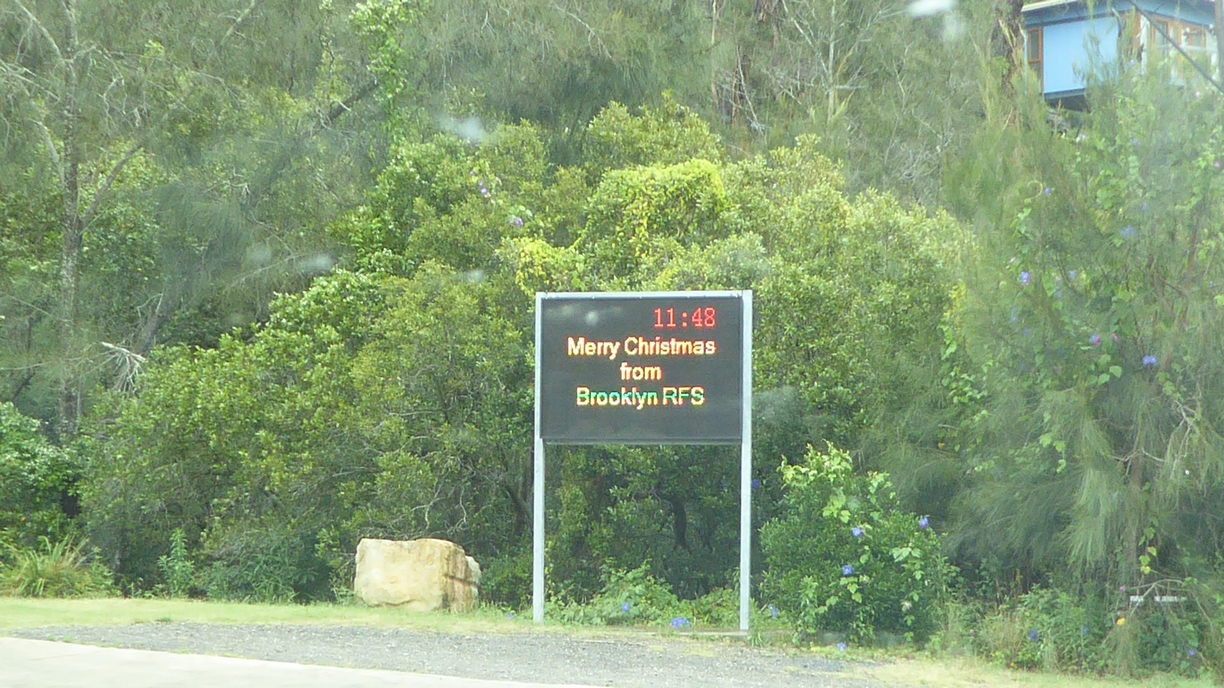 11:48
Merry Christmas
from
Brooklyn RFS